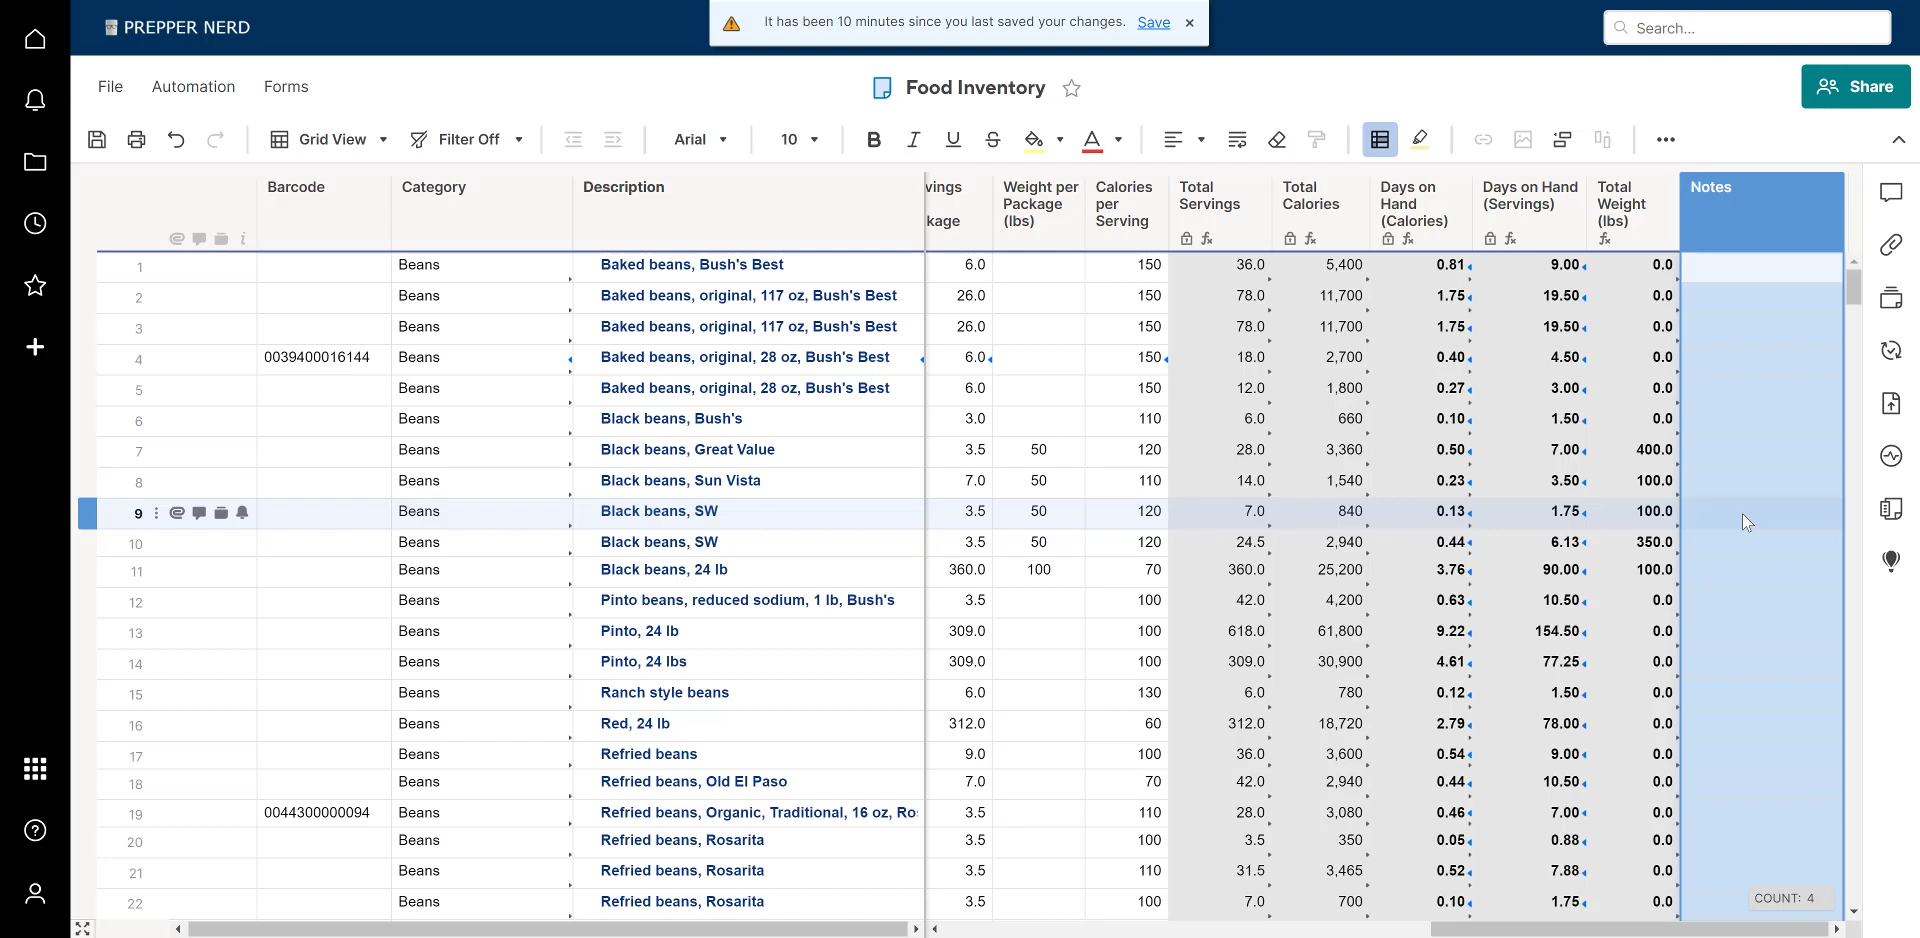 PREPPER NERD
It has been 10 minutes since you last saved your changes. Save ×
Search...
File Automation Forms
Food Inventory
Share
Grid View Filter Off Arial 10 B I U S A
Barcode Category Description vings kage Weight per Package (lbs) Calories per Serving Total Servings Total Calories Days on Hand (Calories) Days on Hand (Servings) Total Weight (lbs) Notes
1 Beans Baked beans, Bush's Best 6.0 150 36.0 5,400 0.81 9.00 0.0
2 Beans Baked beans, original, 117 oz, Bush's Best 26.0 150 78.0 11,700 1.75 19.50 0.0
3 Beans Baked beans, original, 117 oz, Bush's Best 26.0 150 78.0 11,700 1.75 19.50 0.0
4 0039400016144 Beans Baked beans, original, 28 oz, Bush's Best 6.0 150 18.0 2,700 0.40 4.50 0.0
5 Beans Baked beans, original, 28 oz, Bush's Best 6.0 150 12.0 1,800 0.27 3.00 0.0
6 Beans Black beans, Bush's 3.0 110 6.0 660 0.10 1.50 0.0
7 Beans Black beans, Great Value 3.5 50 120 28.0 3,360 0.50 7.00 400.0
8 Beans Black beans, Sun Vista 7.0 50 110 14.0 1,540 0.23 3.50 100.0
9 Beans Black beans, SW 3.5 50 120 7.0 840 0.13 1.75 100.0
10 Beans Black beans, SW 3.5 50 120 24.5 2,940 0.44 6.13 350.0
11 Beans Black beans, 24 lb 360.0 100 70 360.0 25,200 3.76 90.00 100.0
12 Beans Pinto beans, reduced sodium, 1 lb, Bush's 3.5 100 42.0 4,200 0.63 10.50 0.0
13 Beans Pinto, 24 lb 309.0 100 618.0 61,800 9.22 154.50 0.0
14 Beans Pinto, 24 lbs 309.0 100 309.0 30,900 4.61 77.25 0.0
15 Beans Ranch style beans 6.0 130 6.0 780 0.12 1.50 0.0
16 Beans Red, 24 lb 312.0 60 312.0 18,720 2.79 78.00 0.0
17 Beans Refried beans 9.0 100 36.0 3,600 0.54 9.00 0.0
18 Beans Refried beans, Old El Paso 7.0 70 42.0 2,940 0.44 10.50 0.0
19 0044300000094 Beans Refried beans, Organic, Traditional, 16 oz, Ro 3.5 110 28.0 3,080 0.46 7.00 0.0
20 Beans Refried beans, Rosarita 3.5 100 3.5 350 0.05 0.88 0.0
21 Beans Refried beans, Rosarita 3.5 110 31.5 3,465 0.52 7.88 0.0
22 Beans Refried beans, Rosarita 3.5 100 7.0 700 0.10 1.75 0.0
COUNT: 4